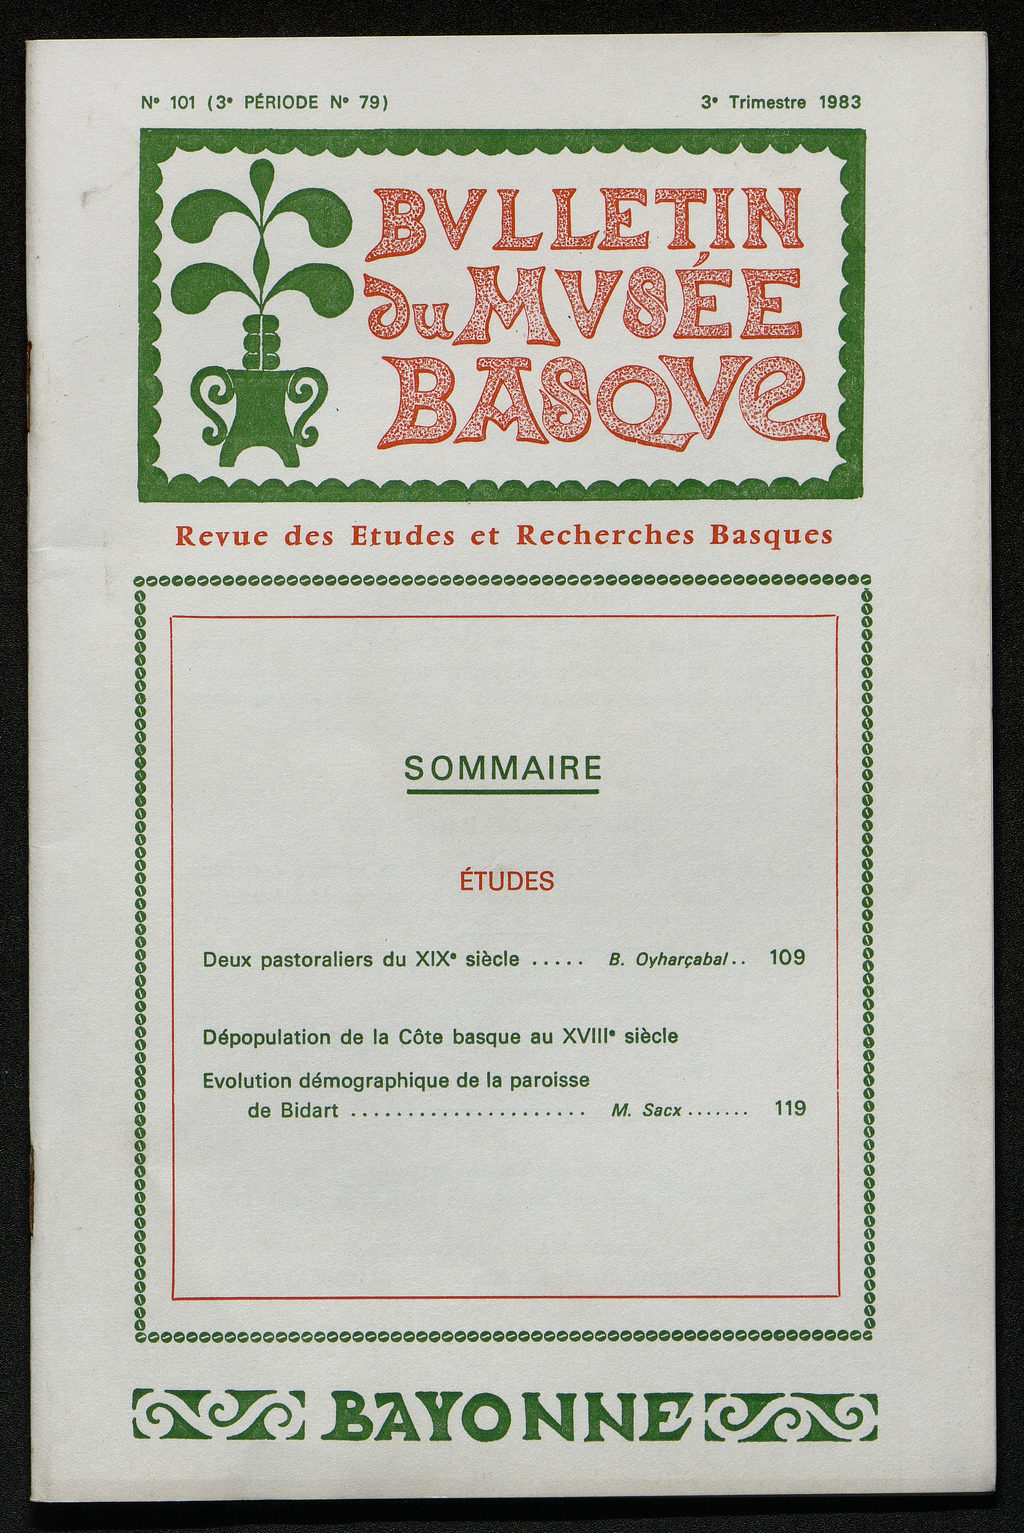 Nº 101 (3ᵉ PÉRIODE Nº 79)
3ᵉ Trimestre 1983
BVLLETIN
du MVSÉE
BASQVE
Revue des Etudes et Recherches Basques
SOMMAIRE
ÉTUDES
Deux pastoraliers du XIXᵉ siècle ..... B. Oyharçabal.. 109
Dépopulation de la Côte basque au XVIIIᵉ siècle
Evolution démographique de la paroisse
de Bidart ..................... M. Sacx....... 119
BAYONNE